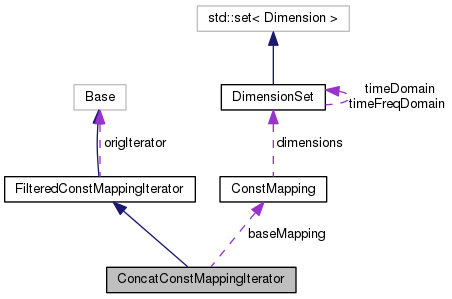 std::set< Dimension >
timeDomain
timeFreqDomain
Base
DimensionSet
origIterator
dimensions
FilteredConstMappingIterator
ConstMapping
baseMapping
ConcatConstMappingIterator